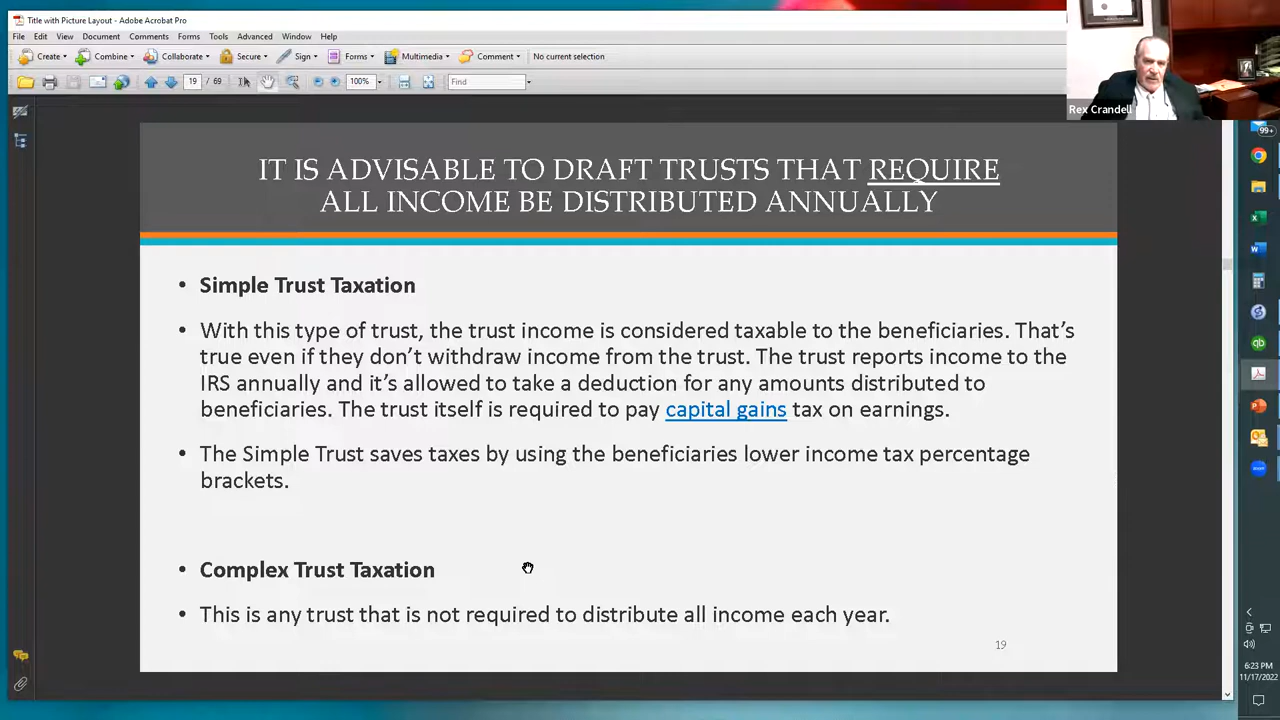 Title with Picture Layout - Adobe Acrobat Pro
File Edit View Document Comments Forms Tools Advanced Window Help
Create Combine Collaborate Secure Sign Forms Multimedia Comment No current selection
19 / 69 100% Find
Rex Crandell
99+
IT IS ADVISABLE TO DRAFT TRUSTS THAT REQUIRE
ALL INCOME BE DISTRIBUTED ANNUALLY
• Simple Trust Taxation
• With this type of trust, the trust income is considered taxable to the beneficiaries. That’s
true even if they don’t withdraw income from the trust. The trust reports income to the
IRS annually and it’s allowed to take a deduction for any amounts distributed to
beneficiaries. The trust itself is required to pay capital gains tax on earnings.
• The Simple Trust saves taxes by using the beneficiaries lower income tax percentage
brackets.
• Complex Trust Taxation
• This is any trust that is not required to distribute all income each year.
19
6:23 PM
11/17/2022